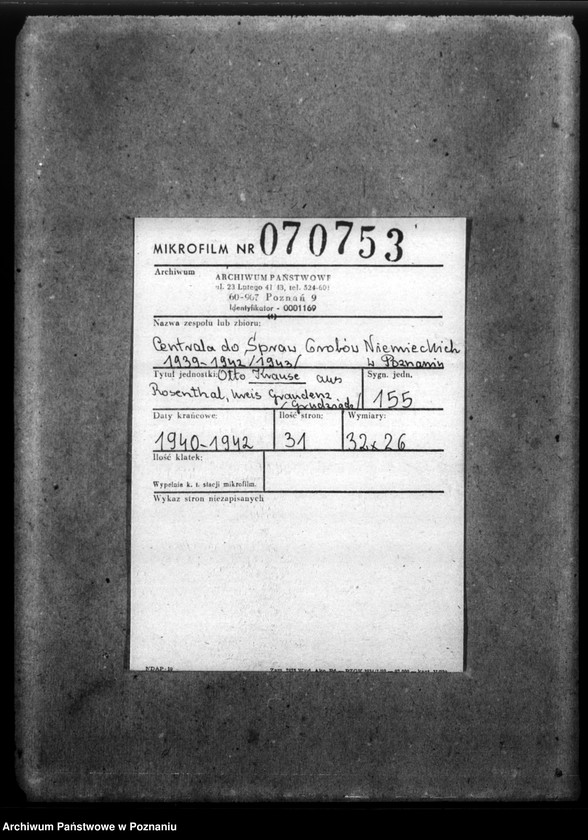 MIKROFILM NR 070753
Archiwum
ARCHIWUM PAŃSTWOWE
ul. 23 Lutego 41/43, tel. 524-601
60-967 Poznań 9
Identyfikator - 0001169
Nazwa zespołu lub zbioru:
Centrala do Spraw Grobów Niemieckich
1939-1942/1943/ w Poznaniu
Tytuł jednostki: Otto Krause aus
Rosenthal, Kreis Graudenz
/Grudziądz/
Sygn. jedn.
155
Daty krańcowe:
1940-1942
Ilość stron:
31
Wymiary:
32x26
Ilość klatek:
Wypełnia k. t. stacji mikrofilm.
Wykaz stron niezapisanych
NDAP-18
Archiwum Państwowe w Poznaniu